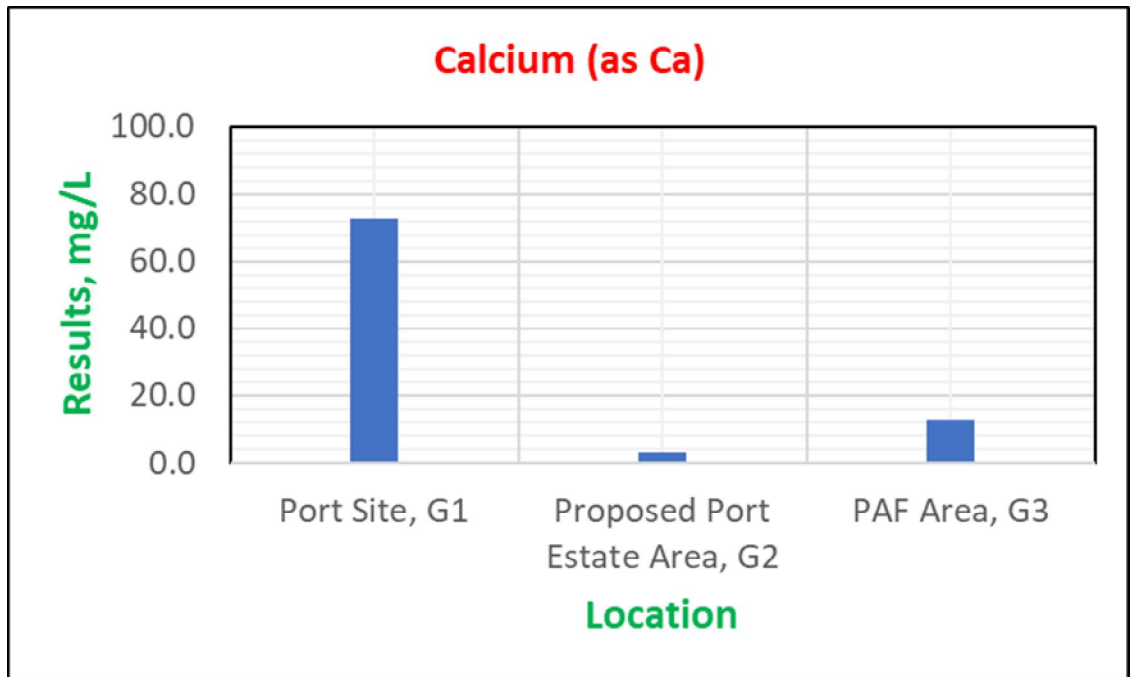 Calcium (as Ca)
Results, mg/L
100.0
80.0
60.0
40.0
20.0
0.0
Port Site, G1
Proposed Port
Estate Area, G2
PAF Area, G3
Location